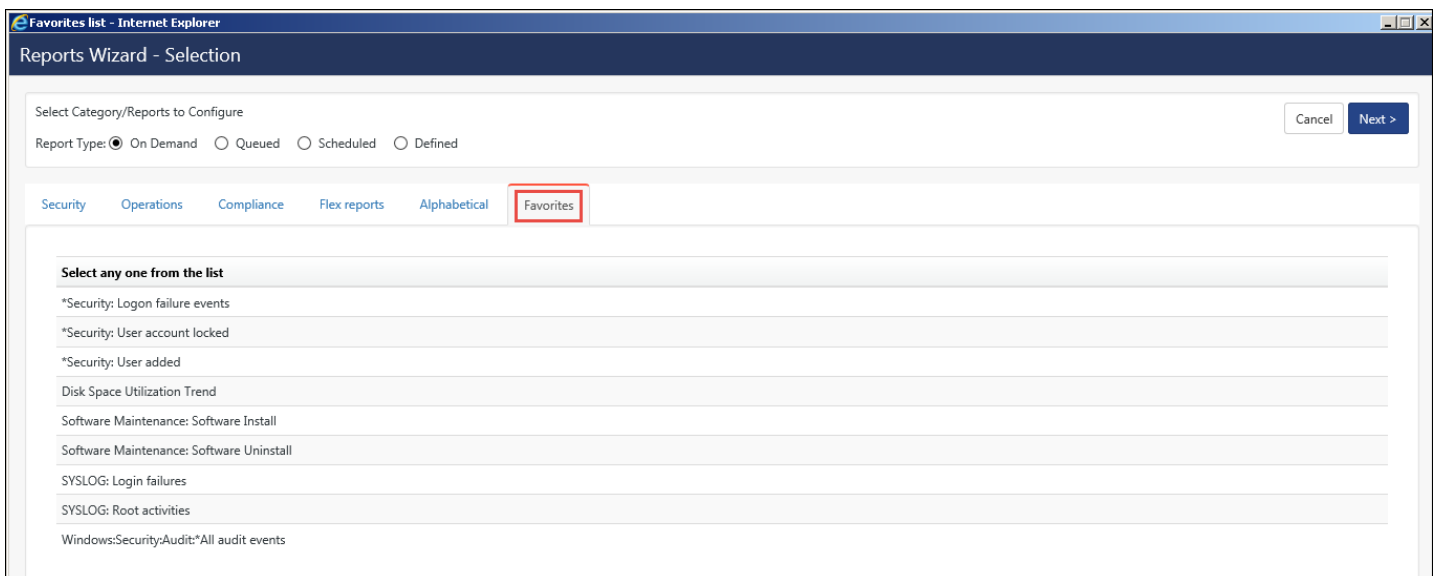 Favorites list - Internet Explorer
Reports Wizard - Selection
Select Category/Reports to Configure
Cancel Next >
Report Type: On Demand Queued Scheduled Defined
Security Operations Compliance Flex reports Alphabetical Favorites
Select any one from the list
*Security: Logon failure events
*Security: User account locked
*Security: User added
Disk Space Utilization Trend
Software Maintenance: Software Install
Software Maintenance: Software Uninstall
SYSLOG: Login failures
SYSLOG: Root activities
Windows:Security:Audit:*All audit events